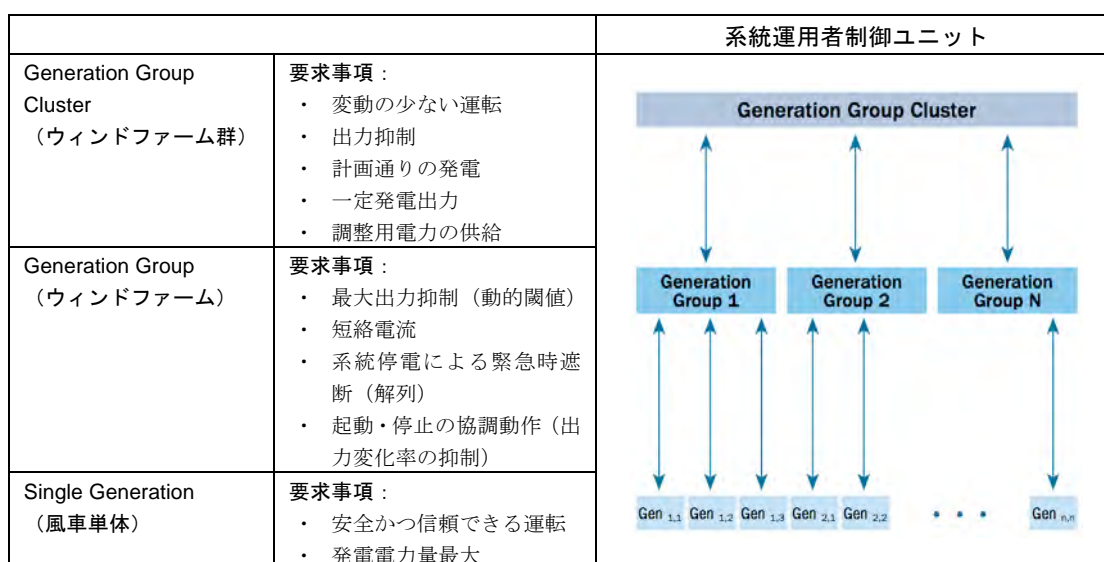 系統運用者制御ユニット
Generation Group
Cluster
（ウィンドファーム群）
要求事項：
・ 変動の少ない運転
・ 出力抑制
・ 計画通りの発電
・ 一定発電出力
・ 調整用電力の供給
Generation Group
（ウィンドファーム）
要求事項：
・ 最大出力抑制（動的閾値）
・ 短絡電流
・ 系統停電による緊急時遮
断（解列）
・ 起動・停止の協調動作（出
力変化率の抑制）
Single Generation
（風車単体）
要求事項：
・ 安全かつ信頼できる運転
・ 発電電力量最大
Generation Group Cluster
Generation
Group 1
Generation
Group 2
Generation
Group N
Gen 1,1 Gen 1,2 Gen 1,3 Gen 2,1 Gen 2,2 • • • Gen n,n